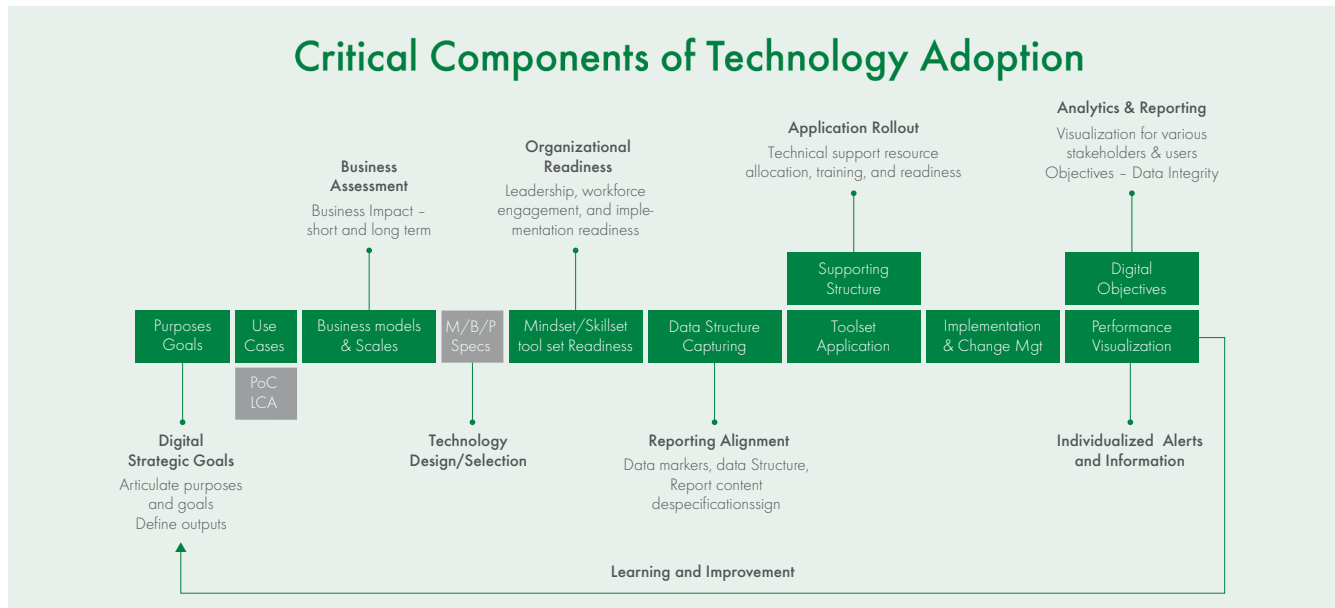 Critical Components of Technology Adoption
Analytics & Reporting
Visualization for various
stakeholders & users
Objectives – Data Integrity
Application Rollout
Technical support resource
allocation, training, and readiness
Organizational
Readiness
Leadership, workforce
engagement, and imple-
mentation readiness
Business
Assessment
Business Impact –
short and long term
Supporting
Structure
Digital
Objectives
Purposes
Goals
Use
Cases
Business models
& Scales
M/B/P
Specs
Mindset/Skillset
tool set Readiness
Data Structure
Capturing
Toolset
Application
Implementation
& Change Mgt
Performance
Visualization
PoC
LCA
Digital
Strategic Goals
Articulate purposes
and goals
Define outputs
Technology
Design/Selection
Reporting Alignment
Data markers, data Structure,
Report content
despecificationssign
Individualized Alerts
and Information
Learning and Improvement